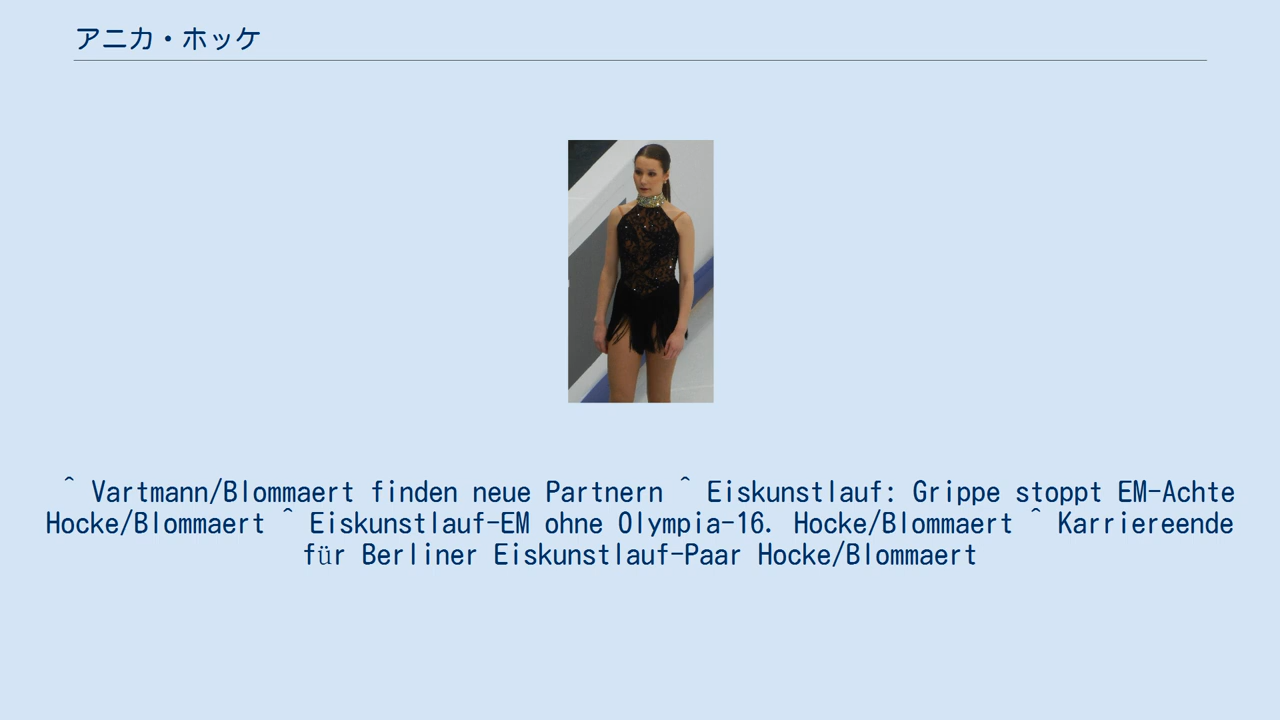 アニカ・ホッケ
^ Vartmann/Blommaert finden neue Partnern ^ Eiskunstlauf: Grippe stoppt EM-Achte
Hocke/Blommaert ^ Eiskunstlauf-EM ohne Olympia-16. Hocke/Blommaert ^ Karriereende
für Berliner Eiskunstlauf-Paar Hocke/Blommaert